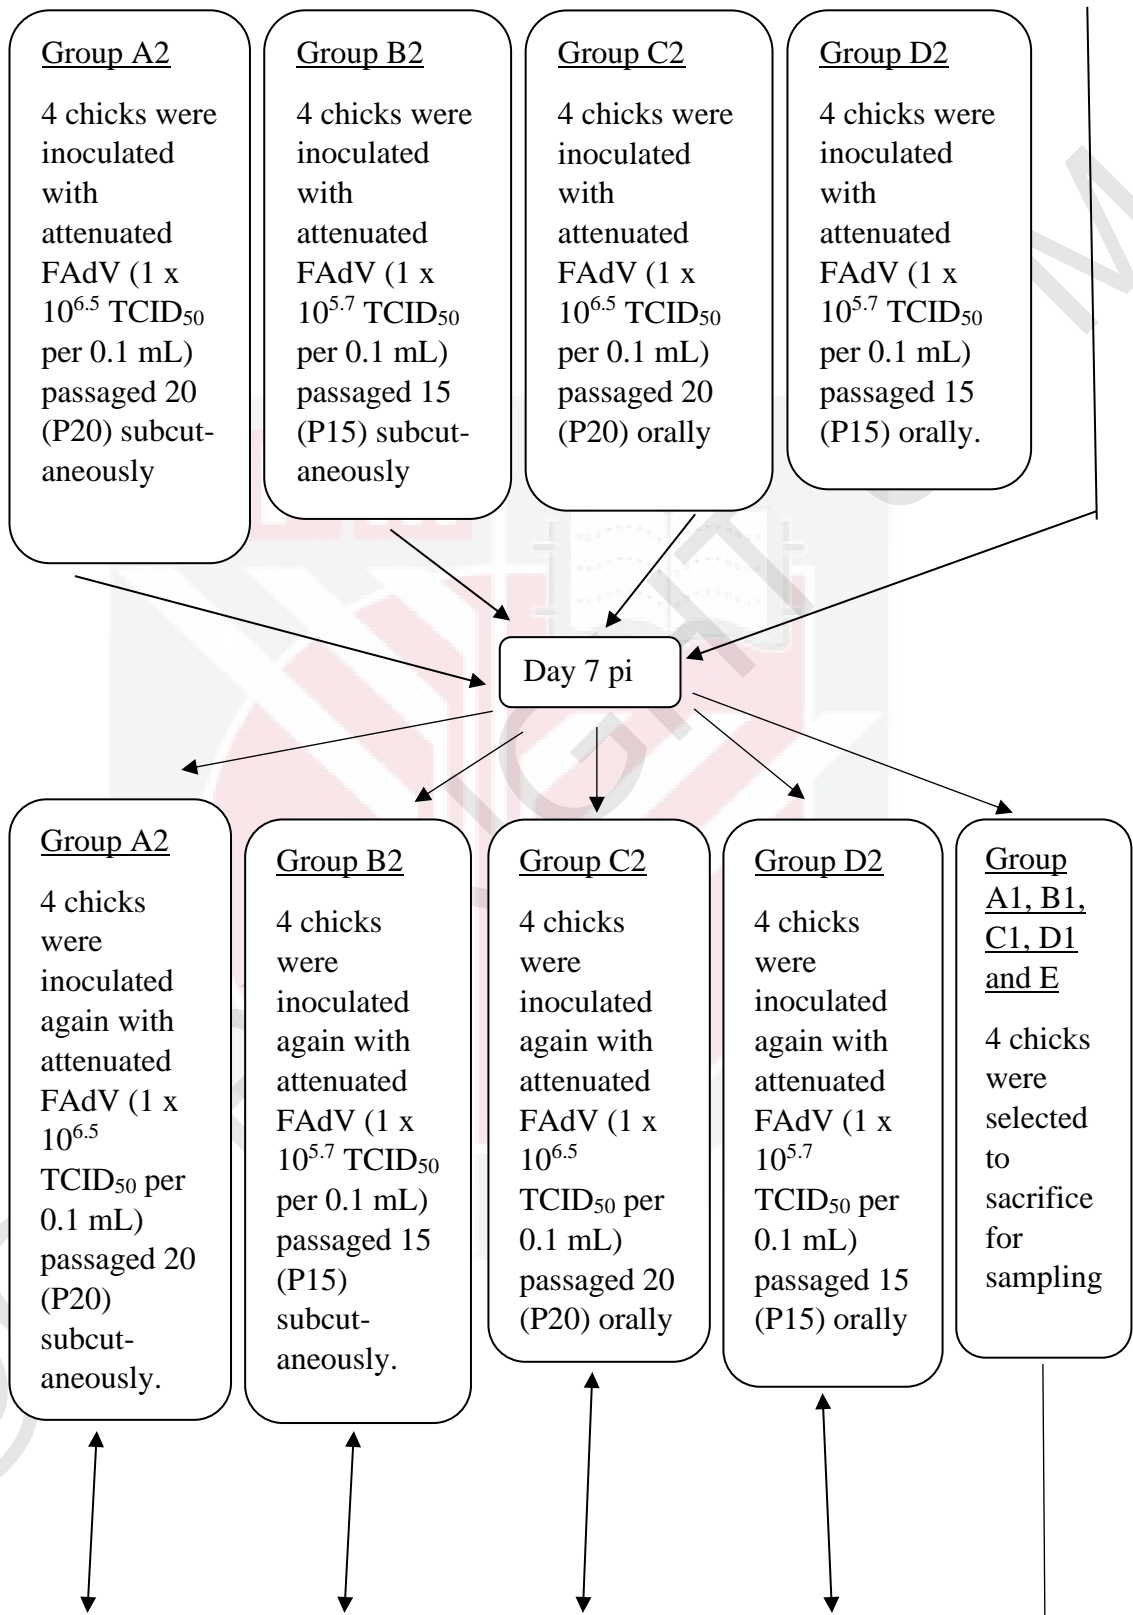 Group A2
4 chicks were
inoculated
with
attenuated
FAdV (1 x
10^6.5 TCID50
per 0.1 mL)
passaged 20
(P20) subcut-
aneously
Group B2
4 chicks were
inoculated
with
attenuated
FAdV (1 x
10^5.7 TCID50
per 0.1 mL)
passaged 15
(P15) subcut-
aneously
Group C2
4 chicks were
inoculated
with
attenuated
FAdV (1 x
10^6.5 TCID50
per 0.1 mL)
passaged 20
(P20) orally
Group D2
4 chicks were
inoculated
with
attenuated
FAdV (1 x
10^5.7 TCID50
per 0.1 mL)
passaged 15
(P15) orally.
Day 7 pi
Group A2
4 chicks
were
inoculated
again with
attenuated
FAdV (1 x
10^6.5
TCID50 per
0.1 mL)
passaged 20
(P20)
subcut-
aneously.
Group B2
4 chicks
were
inoculated
again with
attenuated
FAdV (1 x
10^5.7 TCID50
per 0.1 mL)
passaged 15
(P15)
subcut-
aneously.
Group C2
4 chicks
were
inoculated
again with
attenuated
FAdV (1 x
10^6.5
TCID50 per
0.1 mL)
passaged 20
(P20) orally
Group D2
4 chicks
were
inoculated
again with
attenuated
FAdV (1 x
10^5.7
TCID50 per
0.1 mL)
passaged 15
(P15) orally
Group
A1, B1,
C1, D1
and E
4 chicks
were
selected
to
sacrifice
for
sampling